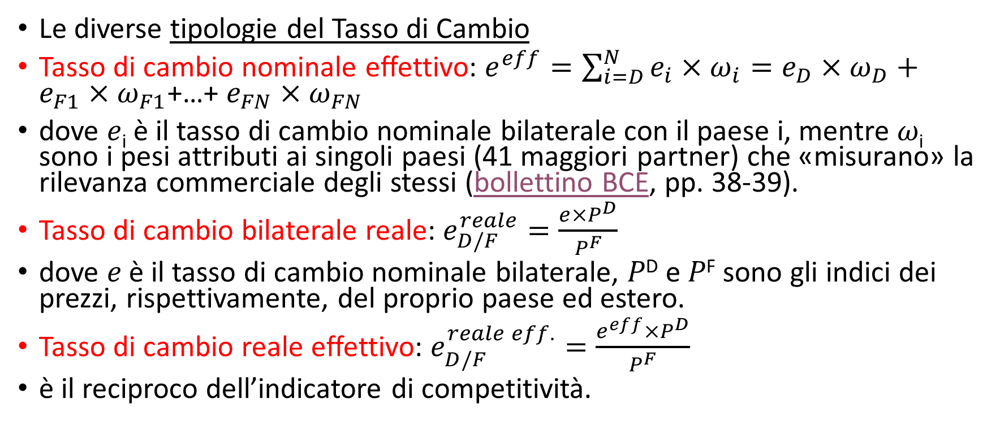 • Le diverse tipologie del Tasso di Cambio
• Tasso di cambio nominale effettivo: $e^{eff} = \sum_{i=D}^{N} e_i \times \omega_i = e_D \times \omega_D +$
$e_{F1} \times \omega_{F1}$+…+ $e_{FN} \times \omega_{FN}$
• dove $e_i$ è il tasso di cambio nominale bilaterale con il paese i, mentre $\omega_i$
sono i pesi attributi ai singoli paesi (41 maggiori partner) che «misurano» la
rilevanza commerciale degli stessi (bollettino BCE, pp. 38-39).
• Tasso di cambio bilaterale reale: $e_{D/F}^{reale} = \frac{e \times P^D}{P^F}$
• dove $e$ è il tasso di cambio nominale bilaterale, $P^D$ e $P^F$ sono gli indici dei
prezzi, rispettivamente, del proprio paese ed estero.
• Tasso di cambio reale effettivo: $e_{D/F}^{reale\ eff.} = \frac{e^{eff} \times P^D}{P^F}$
• è il reciproco dell’indicatore di competitività.